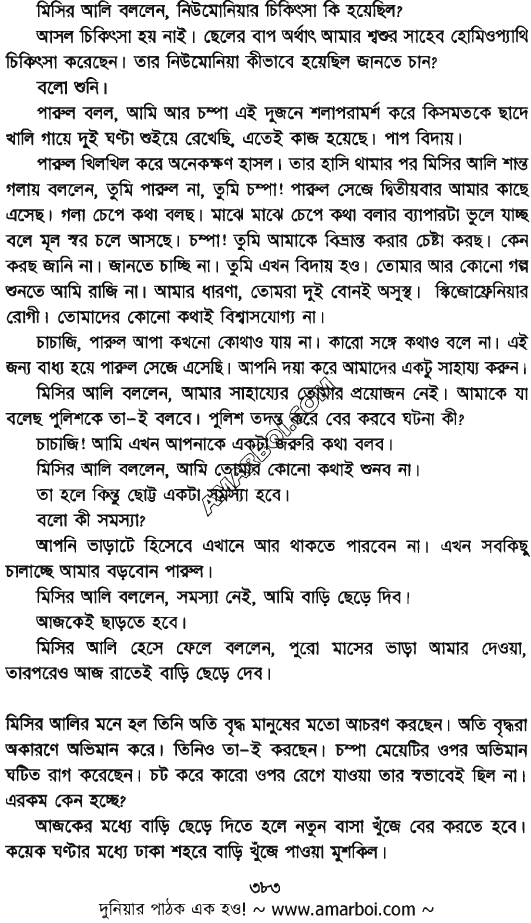 মিসির আলি বললেন, নিউমোনিয়ার চিকিৎসা কি হয়েছিল?
আসল চিকিৎসা হয় নাই। ছেলের বাপ অর্থাৎ আমার শ্বশুর সাহেব হোমিওপ্যাথি
চিকিৎসা করেছেন। তার নিউমোনিয়া কীভাবে হয়েছিল জানতে চান?
বলো শুনি।
পারুল বলল, আমি আর চম্পা এই দুজনে শলাপরামর্শ করে কিসমতকে ছাদে
খালি গায়ে দুই ঘণ্টা শুইয়ে রেখেছি, এতেই কাজ হয়েছে। পাপ বিদায়।
পারুল খিলখিল করে অনেকক্ষণ হাসল। তার হাসি থামার পর মিসির আলি শান্ত
গলায় বললেন, তুমি পারুল না, তুমি চম্পা! পারুল সেজে দ্বিতীয়বার আমার কাছে
এসেছ। গলা চেপে কথা বলছ। মাঝে মাঝে চেপে কথা বলার ব্যাপারটা ভুলে যাচ্ছ
বলে মূল স্বর চলে আসছে। চম্পা! তুমি আমাকে বিভ্রান্ত করার চেষ্টা করছ। কেন
করছ জানি না। জানতে চাচ্ছি না। তুমি এখন বিদায় হও। তোমার আর কোনো গল্প
শুনতে আমি রাজি না। আমার ধারণা, তোমরা দুই বোনই অসুস্থ। স্কিজোফ্রেনিয়ার
রোগী। তোমাদের কোনো কথাই বিশ্বাসযোগ্য না।
চাচাজি, পারুল আপা কখনো কোথাও যায় না। কারো সঙ্গে কথাও বলে না। এই
জন্য বাধ্য হয়ে পারুল সেজে এসেছি। আপনি দয়া করে আমাদের একটু সাহায্য করুন।
মিসির আলি বললেন, আমার সাহায্যের তোমার প্রয়োজন নেই। আমাকে যা
বলেছ পুলিশকে তা-ই বলবে। পুলিশ তদন্ত করে বের করবে ঘটনা কী?
চাচাজি! আমি এখন আপনাকে একটা জরুরি কথা বলব।
মিসির আলি বললেন, আমি তোমার কোনো কথাই শুনব না।
তা হলে কিন্তু ছোট্ট একটা সমস্যা হবে।
বলো কী সমস্যা?
আপনি ভাড়াটে হিসেবে এখানে আর থাকতে পারবেন না। এখন সবকিছু
চালাচ্ছে আমার বড়বোন পারুল।
মিসির আলি বললেন, সমস্যা নেই, আমি বাড়ি ছেড়ে দিব।
আজকেই ছাড়তে হবে।
মিসির আলি হেসে ফেলে বললেন, পুরো মাসের ভাড়া আমার দেওয়া,
তারপরেও আজ রাতেই বাড়ি ছেড়ে দেব।
মিসির আলির মনে হল তিনি অতি বৃদ্ধ মানুষের মতো আচরণ করছেন। অতি বৃদ্ধরা
অকারণে অভিমান করে। তিনিও তা-ই করছেন। চম্পা মেয়েটির ওপর অভিমান
ঘটিত রাগ করেছেন। চট করে কারো ওপর রেগে যাওয়া তার স্বভাবেই ছিল না।
এরকম কেন হচ্ছে?
আজকের মধ্যে বাড়ি ছেড়ে দিতে হলে নতুন বাসা খুঁজে বের করতে হবে।
কয়েক ঘণ্টার মধ্যে ঢাকা শহরে বাড়ি খুঁজে পাওয়া মুশকিল।
৩৮৩
দুনিয়ার পাঠক এক হও! ~ www.amarboi.com ~
AMARBOI.COM